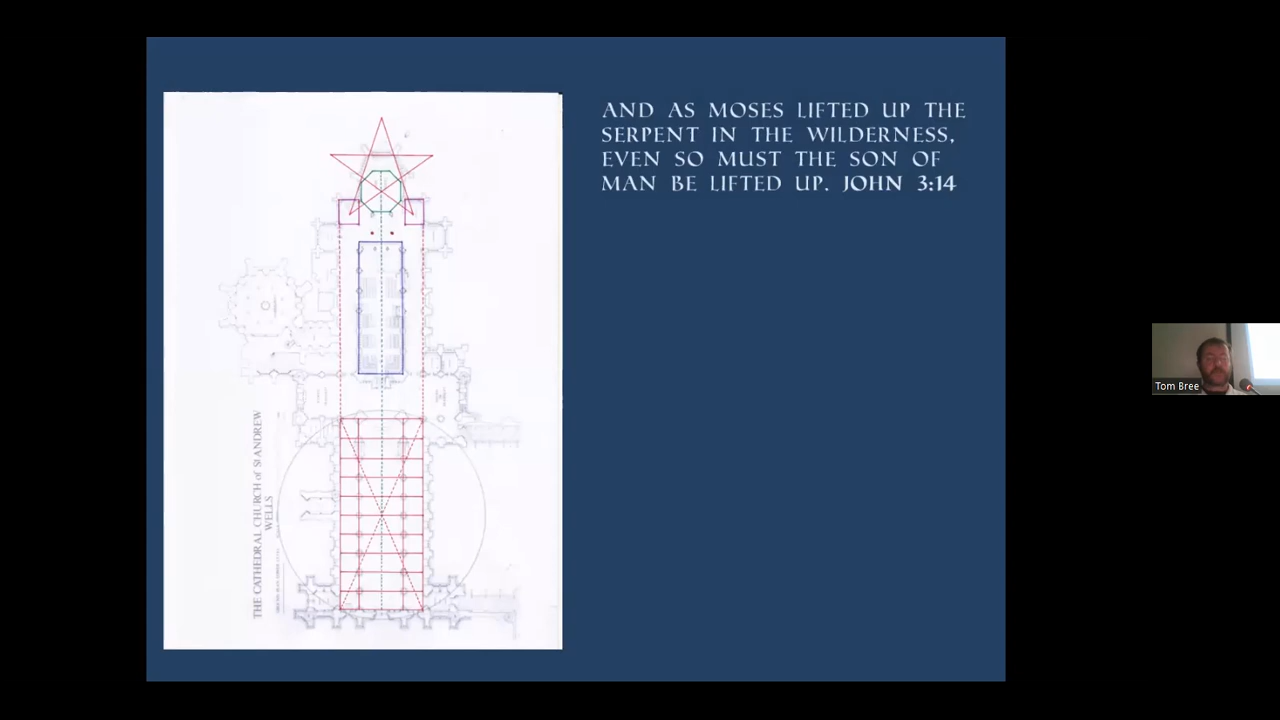 AND AS MOSES LIFTED UP THE
SERPENT IN THE WILDERNESS,
EVEN SO MUST THE SON OF
MAN BE LIFTED UP. JOHN 3:14
THE CATHEDRAL CHURCH of St ANDREW
WELLS
Tom Bree